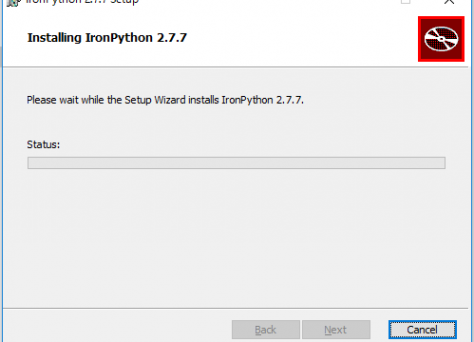 IronPython 2.7.7 Setup
Installing IronPython 2.7.7
Please wait while the Setup Wizard installs IronPython 2.7.7.
Status:
Back
Next
Cancel